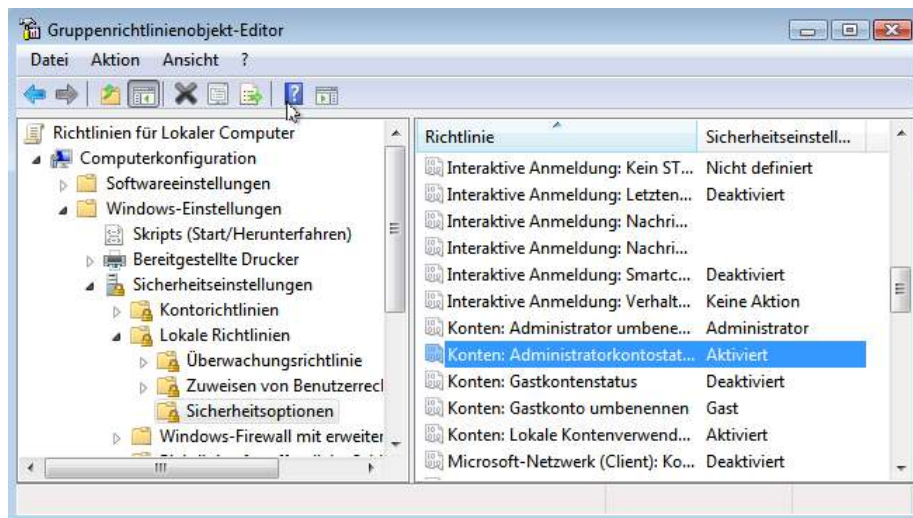 Gruppenrichtlinienobjekt-Editor
Datei Aktion Ansicht ?
Richtlinien für Lokaler Computer
Computerkonfiguration
Softwareeinstellungen
Windows-Einstellungen
Skripts (Start/Herunterfahren)
Bereitgestellte Drucker
Sicherheitseinstellungen
Kontorichtlinien
Lokale Richtlinien
Überwachungsrichtlinie
Zuweisen von Benutzerrecl
Sicherheitsoptionen
Windows-Firewall mit erweiter
Richtlinie Sicherheitseinstell...
Interaktive Anmeldung: Kein ST... Nicht definiert
Interaktive Anmeldung: Letzten... Deaktiviert
Interaktive Anmeldung: Nachri...
Interaktive Anmeldung: Nachri...
Interaktive Anmeldung: Smartc... Deaktiviert
Interaktive Anmeldung: Verhalt... Keine Aktion
Konten: Administrator umbene... Administrator
Konten: Administratorkontostat... Aktiviert
Konten: Gastkontenstatus Deaktiviert
Konten: Gastkonto umbenennen Gast
Konten: Lokale Kontenverwend... Aktiviert
Microsoft-Netzwerk (Client): Ko... Deaktiviert